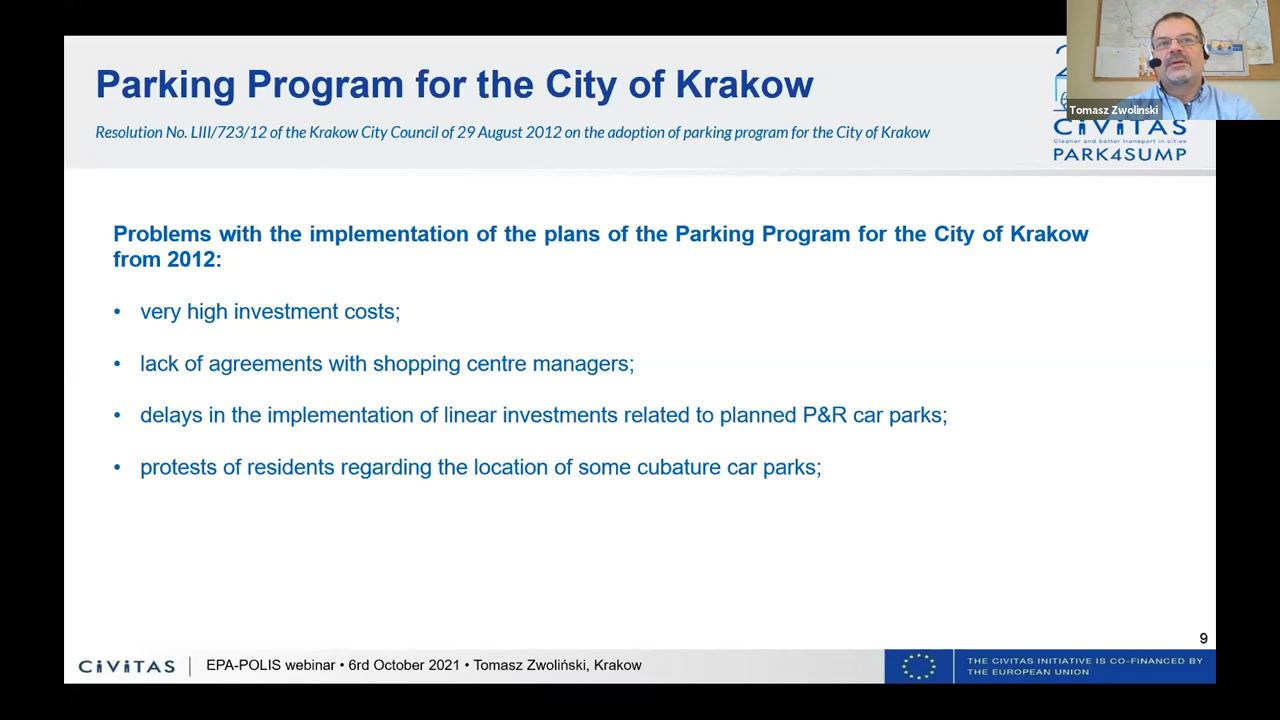 Parking Program for the City of Krakow
Resolution No. LIII/723/12 of the Krakow City Council of 29 August 2012 on the adoption of parking program for the City of Krakow
Tomasz Zwolinski
CiViTAS
Cleaner and better transport in cities
PARK4SUMP
Problems with the implementation of the plans of the Parking Program for the City of Krakow
from 2012:
• very high investment costs;
• lack of agreements with shopping centre managers;
• delays in the implementation of linear investments related to planned P&R car parks;
• protests of residents regarding the location of some cubature car parks;
9
CiViTAS
EPA-POLIS webinar • 6rd October 2021 • Tomasz Zwoliński, Krakow
THE CIVITAS INITIATIVE IS CO-FINANCED BY
THE EUROPEAN UNION